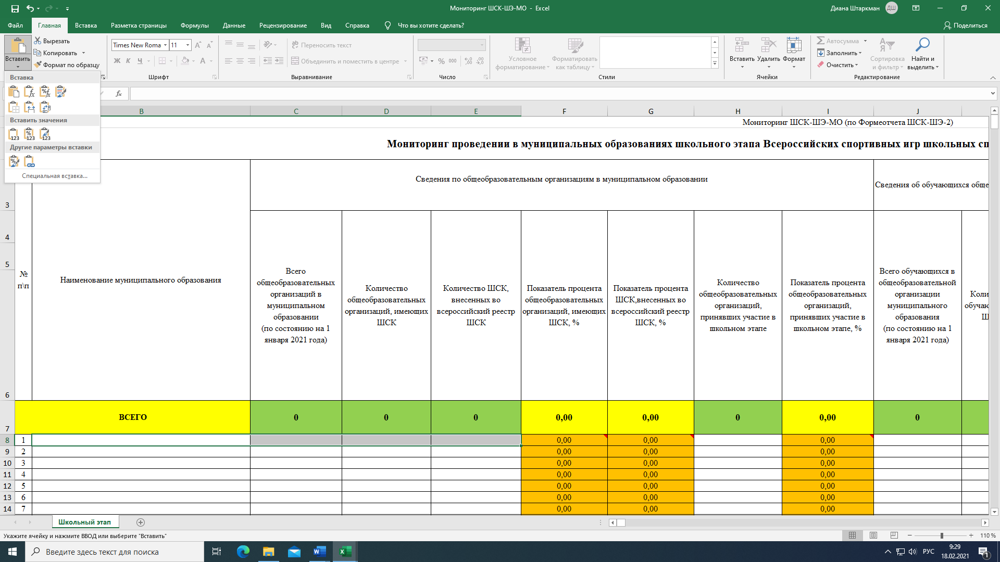 Мониторинг ШСК-ШЭ-МО - Excel
Диана Штаркман
ДШ
Файл
Главная
Вставка
Разметка страницы
Формулы
Данные
Рецензирование
Вид
Справка
Что вы хотите сделать?
Поделиться
Вставить
Вырезать
Копировать
Формат по образцу
Times New Roma
11
Ж К Ч
А
Шрифт
Переносить текст
Объединить и поместить в центре
Выравнивание
% 000
Число
Условное
форматирование
Форматировать
как таблицу
Стили
Вставить
Удалить
Формат
Ячейки
Автосумма
Заполнить
Очистить
Сортировка
и фильтр
Найти и
выделить
Редактирование
Вставка
Вставить значения
Другие параметры вставки
Специальная вставка...
fx
B C D E F G H I J
Мониторинг ШСК-ШЭ-МО (по Формеотчета ШСК-ШЭ-2)
Мониторинг проведении в муниципальных образованиях школьного этапа Всероссийских спортивных игр школьных сп
3
Сведения по общеобразовательным организациям в муниципальном образовании
Сведения об обучающихся обще
4
5
6
№
п\п
Наименование муниципального образования
Всего
общеобразовательных
организаций в
муниципальном
образовании
(по состоянию на 1
января 2021 года)
Количество
общеобразовательных
организаций, имеющих
ШСК
Количество ШСК,
внесенных во
всероссийский реестр
ШСК
Показатель процента
общеобразовательных
организаций, имеющих
ШСК, %
Показатель процента
ШСК,внесенных во
всероссийский реестр
ШСК, %
Количество
общеобразовательных
организаций,
принявших участие в
школьном этапе
Показатель процента
общеобразовательных
организаций,
принявших участие в
школьном этапе, %
Всего обучающихся в
общеобразовательной
организации
муниципального
образования
(по состоянию на 1
января 2021 года)
Коли
обучаю
Ш
7 ВСЕГО 0 0 0 0,00 0,00 0 0,00 0
8 1 0,00 0,00 0,00
9 2 0,00 0,00 0,00
10 3 0,00 0,00 0,00
11 4 0,00 0,00 0,00
12 5 0,00 0,00 0,00
13 6 0,00 0,00 0,00
14 7 0,00 0,00 0,00
Школьный этап
Укажите ячейку и нажмите ВВОД или выберите "Вставить"
110 %
Введите здесь текст для поиска
РУС
9:29
18.02.2021
1